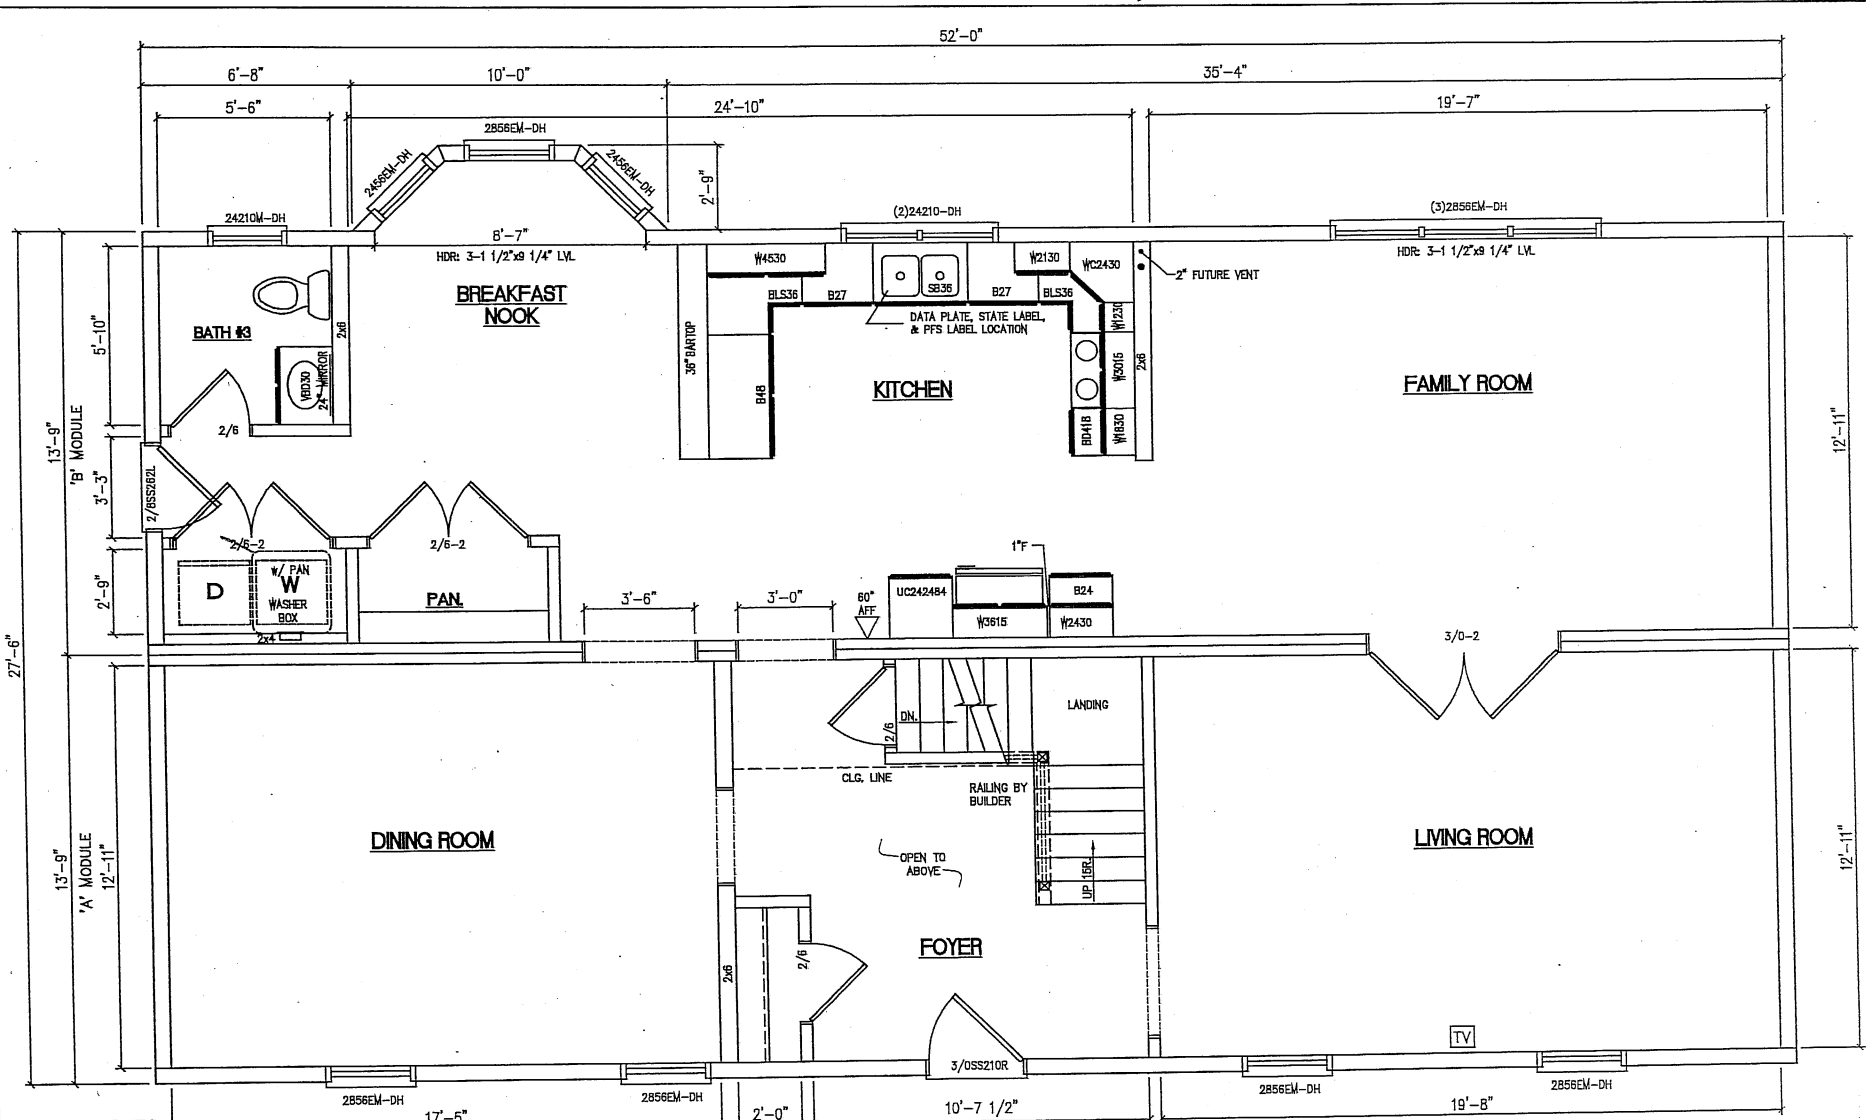 52'-0"
6'-8"
10'-0"
35'-4"
5'-6"
24'-10"
19'-7"
2856EM-DH
2456EM-DH
2456EM-DH
2'-9"
24210M-DH
(2)24210-DH
(3)2856EM-DH
8'-7"
HDR: 3-1 1/2"x9 1/4" LVL
HDR: 3-1 1/2"x9 1/4" LVL
W4530
W2130
WC2430
2" FUTURE VENT
BLS36
B27
SB36
B27
BLS36
BREAKFAST
NOOK
DATA PLATE, STATE LABEL,
& PFS LABEL LOCATION
W1230
BATH #3
2x6
5'-10"
36" BARTOP
W3015
2x6
VBD30
24" MIRROR
B48
KITCHEN
FAMILY ROOM
BD418
W1830
2/6
13'-9"
'B' MODULE
12'-11"
3'-3"
2/8SS262L
2/6-2
2/6-2
1"F
D
W/ PAN
W
WASHER
BOX
2'-9"
PAN.
3'-6"
3'-0"
60"
AFF
UC242484
B24
W3615
W2430
2x4
3/0-2
27'-6"
LANDING
DN.
2/6
CLG. LINE
RAILING BY
BUILDER
DINING ROOM
LIVING ROOM
13'-9"
'A' MODULE
12'-11"
12'-11"
OPEN TO
ABOVE
UP 15R.
FOYER
2/6
2x6
TV
3/0SS210R
2856EM-DH
2856EM-DH
2856EM-DH
2856EM-DH
17'-6"
2'-0"
10'-7 1/2"
19'-8"